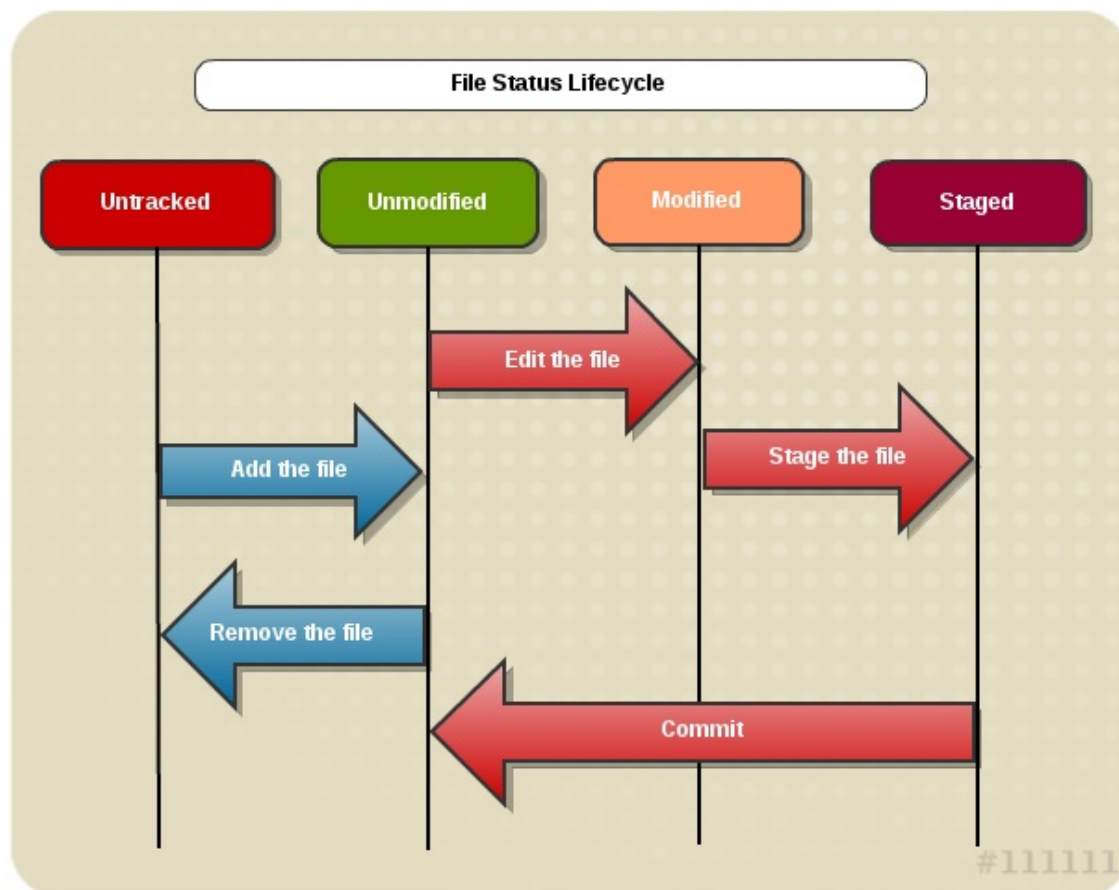 File Status Lifecycle
Untracked
Unmodified
Modified
Staged
Edit the file
Stage the file
Add the file
Remove the file
Commit
#111111